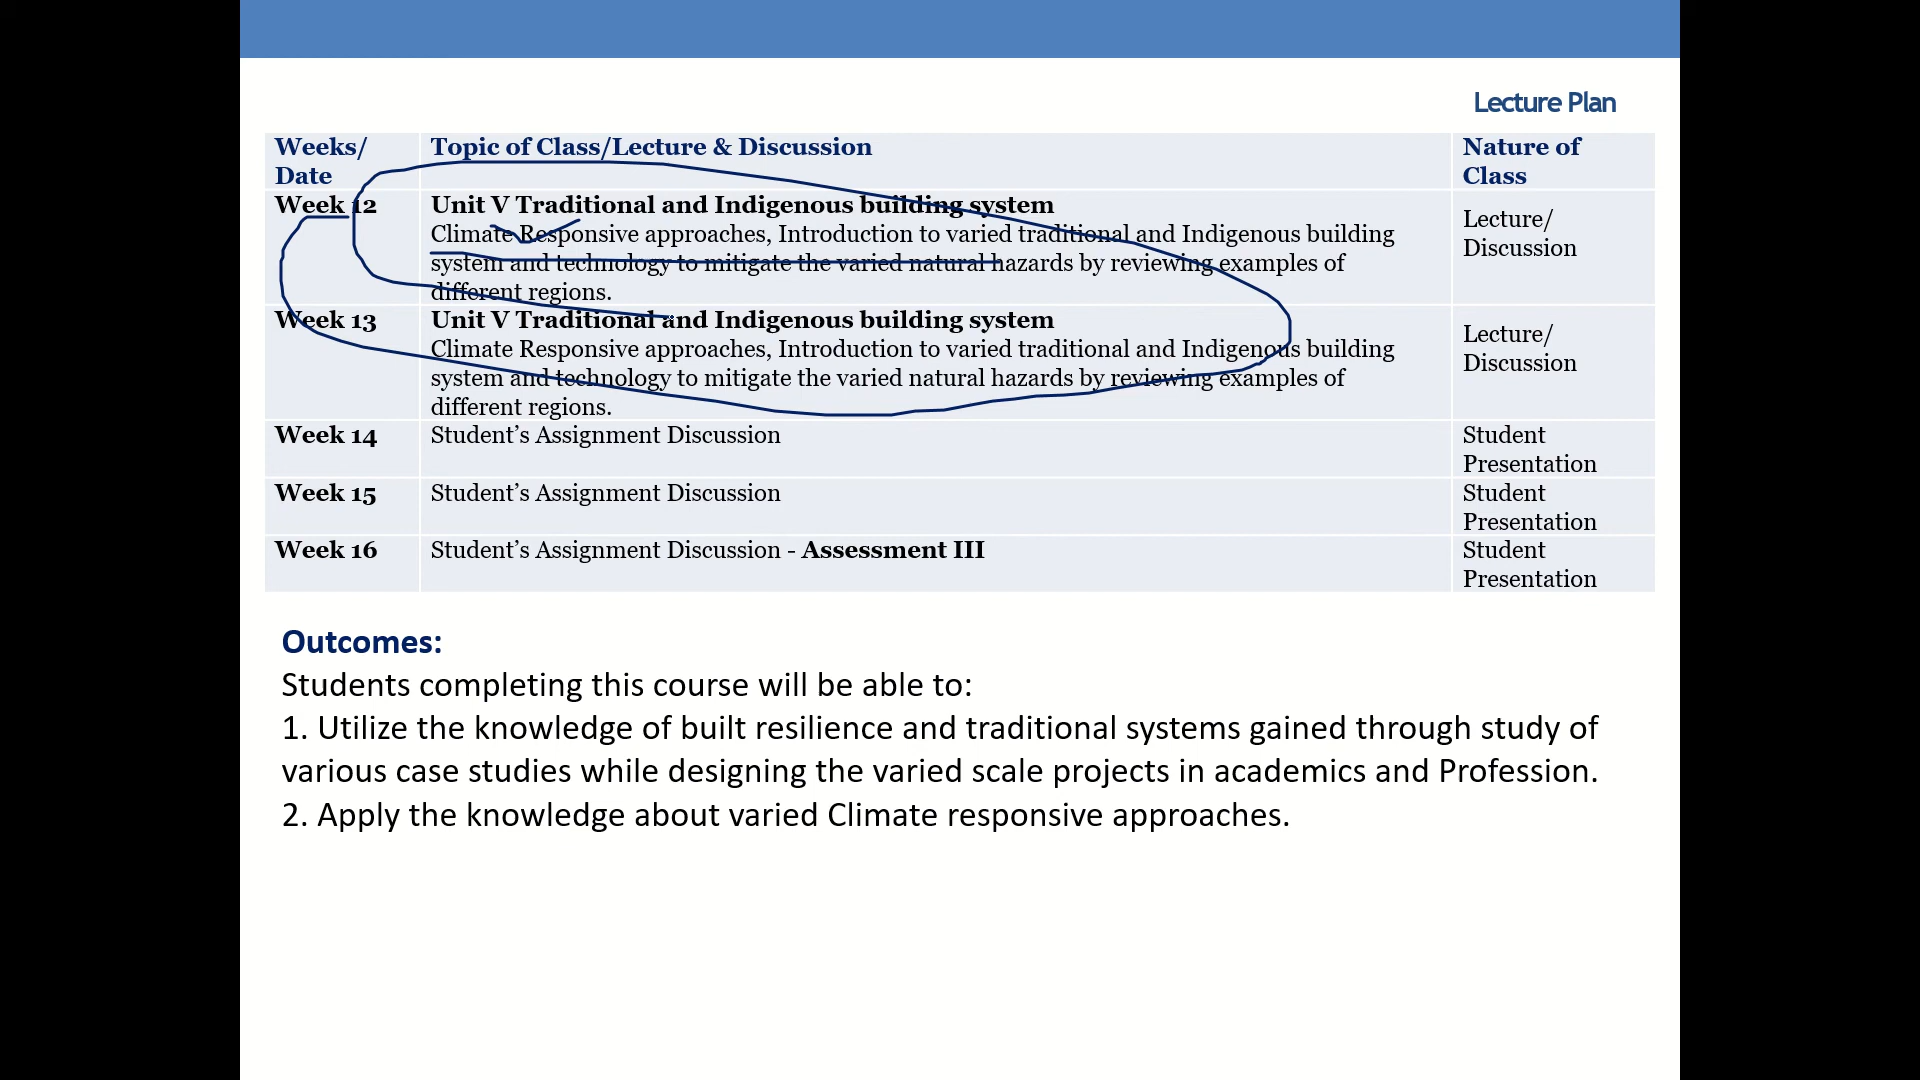 Lecture Plan
Weeks/ Topic of Class/Lecture & Discussion Nature of
Date Class
Week 12 Unit V Traditional and Indigenous building system Lecture/
Climate Responsive approaches, Introduction to varied traditional and Indigenous building Discussion
system and technology to mitigate the varied natural hazards by reviewing examples of
different regions.
Week 13 Unit V Traditional and Indigenous building system Lecture/
Climate Responsive approaches, Introduction to varied traditional and Indigenous building Discussion
system and technology to mitigate the varied natural hazards by reviewing examples of
different regions.
Week 14 Student’s Assignment Discussion Student
Presentation
Week 15 Student’s Assignment Discussion Student
Presentation
Week 16 Student’s Assignment Discussion - Assessment III Student
Presentation
Outcomes:
Students completing this course will be able to:
1. Utilize the knowledge of built resilience and traditional systems gained through study of
various case studies while designing the varied scale projects in academics and Profession.
2. Apply the knowledge about varied Climate responsive approaches.